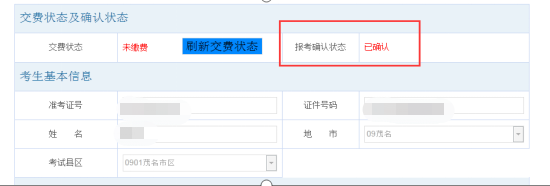 交费状态及确认状态
交费状态 未缴费 刷新交费状态 报考确认状态 已确认
考生基本信息
准考证号 证件号码
姓 名 地 市 09茂名
考试县区 0901茂名市区